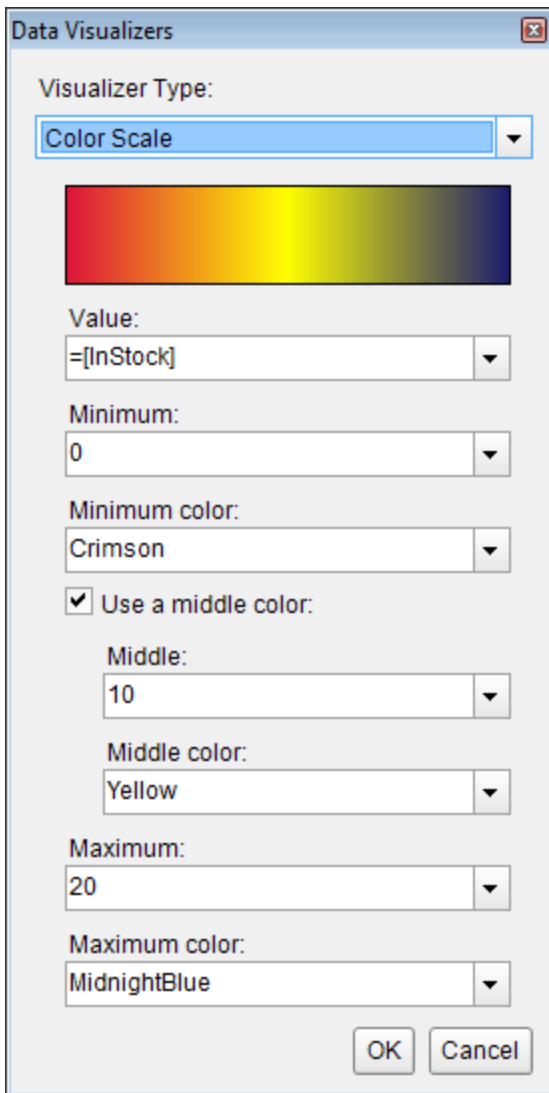 Data Visualizers
Visualizer Type:
Color Scale
Value:
=[InStock]
Minimum:
0
Minimum color:
Crimson
Use a middle color:
Middle:
10
Middle color:
Yellow
Maximum:
20
Maximum color:
MidnightBlue
OK Cancel